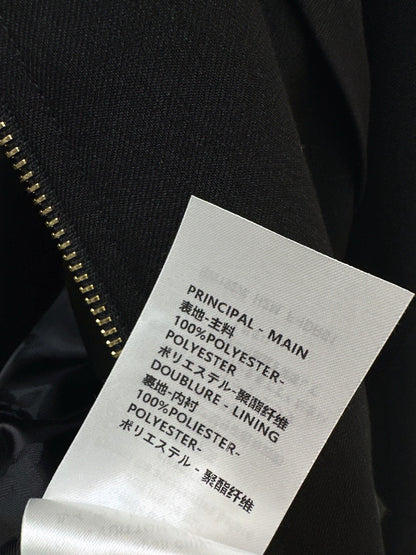 PRINCIPAL - MAIN
表地-主料
100%POLYESTER-
POLYESTER
ポリエステル-聚酯纤维
DOUBLURE - LINING
裏地-内衬
100%POLIESTER-
POLYESTER-
ポリエステル - 聚酯纤维